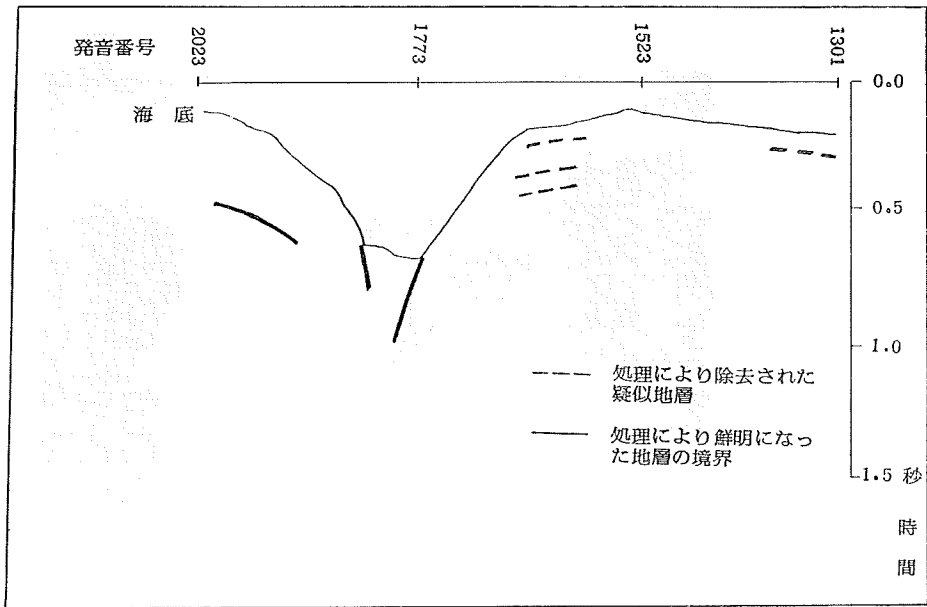 発音番号
2023
1773
1523
1301
海 底
0.0
0.5
1.0
1.5 秒
時
間
処理により除去された
疑似地層
処理により鮮明になっ
た地層の境界